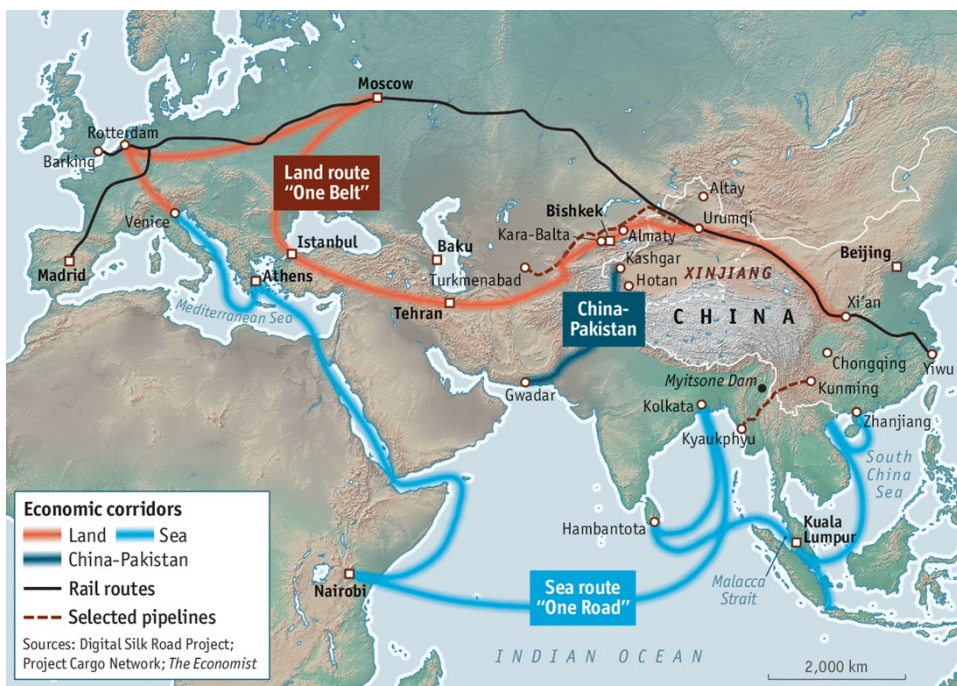 Moscow
Rotterdam
Barking
Land route
"One Belt"
Altay
Venice
Bishkek
Urumqi
Kara-Balta
Almaty
Istanbul
Baku
Beijing
Madrid
Athens
Turkmenabad
Kashgar
XINJIANG
Hotan
Mediterranean Sea
Tehran
China-
Pakistan
CHINA
Xi'an
Chongqing
Yiwu
Gwadar
Myitsone Dam
Kunming
Kolkata
Zhanjiang
Kyaukphyu
SOUTH
CHINA
SEA
Economic corridors
Land
Sea
China-Pakistan
Rail routes
Selected pipelines
Sources: Digital Silk Road Project;
Project Cargo Network; The Economist
Hambantota
Kuala
Lumpur
Nairobi
Sea route
"One Road"
Malacca
Strait
INDIAN OCEAN
2,000 km